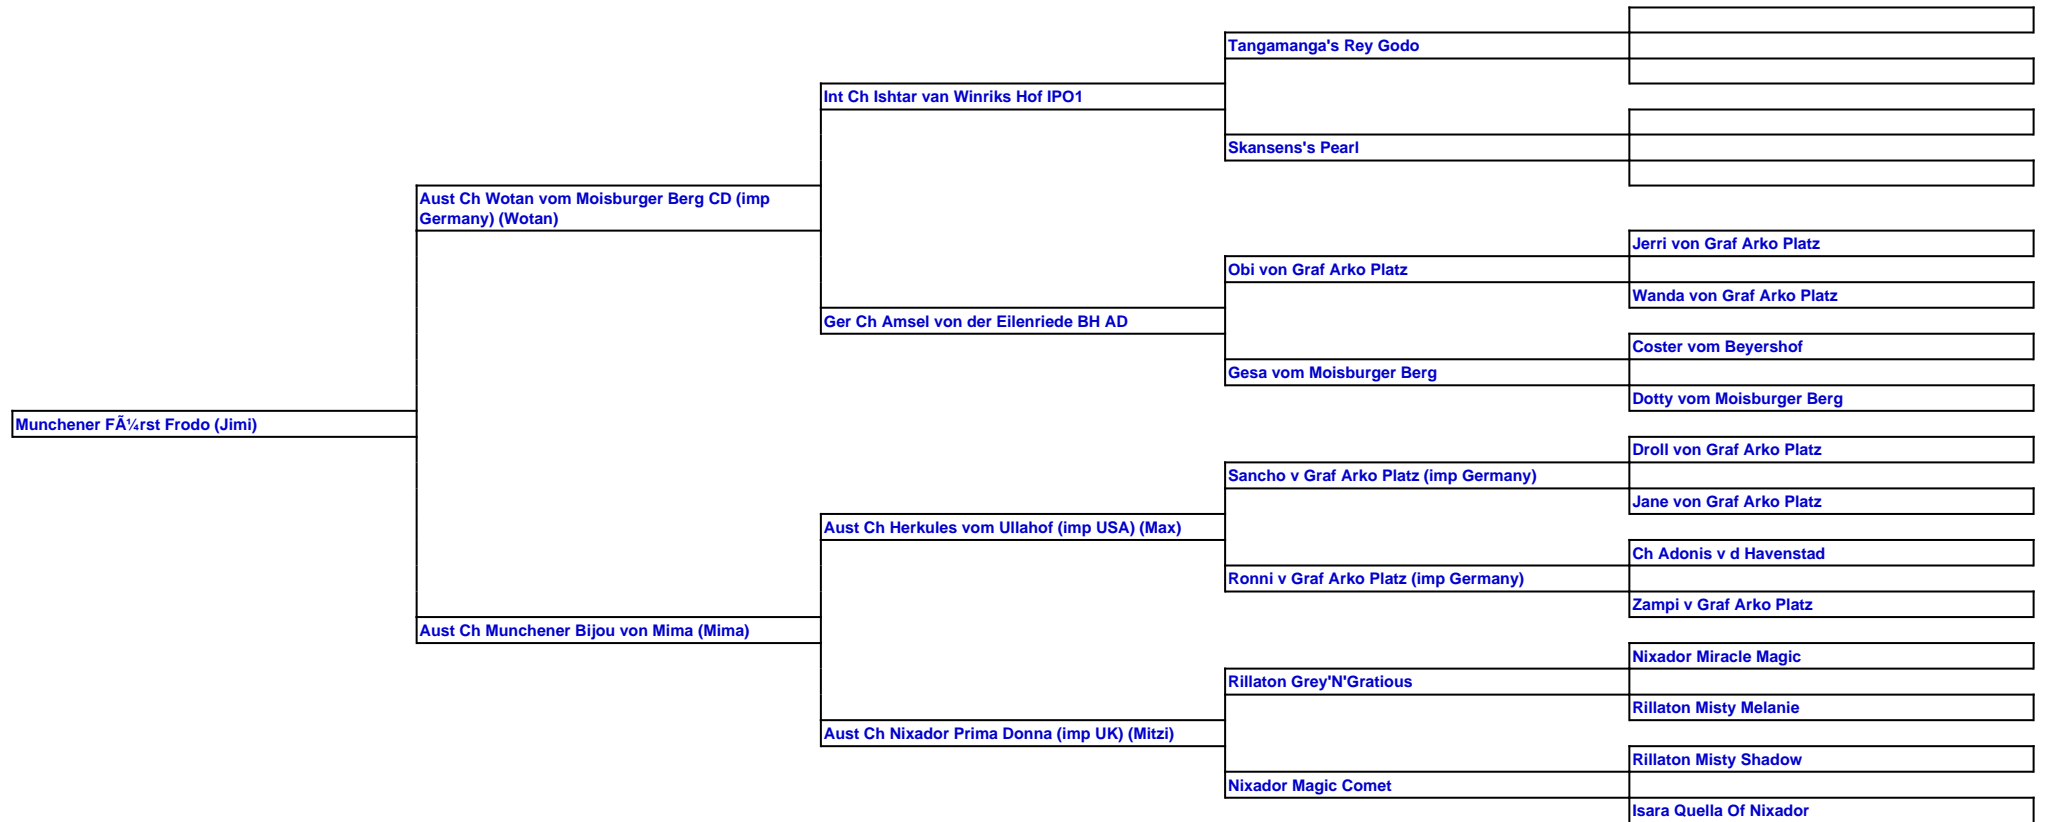 Tangamanga's Rey Godo
Int Ch Ishtar van Winriks Hof IPO1
Skansens's Pearl
Aust Ch Wotan vom Moisburger Berg CD (imp
Germany) (Wotan)
Jerri von Graf Arko Platz
Obi von Graf Arko Platz
Wanda von Graf Arko Platz
Ger Ch Amsel von der Eilenriede BH AD
Coster vom Beyershof
Gesa vom Moisburger Berg
Dotty vom Moisburger Berg
Munchener FÃ¼rst Frodo (Jimi)
Droll von Graf Arko Platz
Sancho v Graf Arko Platz (imp Germany)
Jane von Graf Arko Platz
Aust Ch Herkules vom Ullahof (imp USA) (Max)
Ch Adonis v d Havenstad
Ronni v Graf Arko Platz (imp Germany)
Zampi v Graf Arko Platz
Aust Ch Munchener Bijou von Mima (Mima)
Nixador Miracle Magic
Rillaton Grey'N'Gratious
Rillaton Misty Melanie
Aust Ch Nixador Prima Donna (imp UK) (Mitzi)
Rillaton Misty Shadow
Nixador Magic Comet
Isara Quella Of Nixador